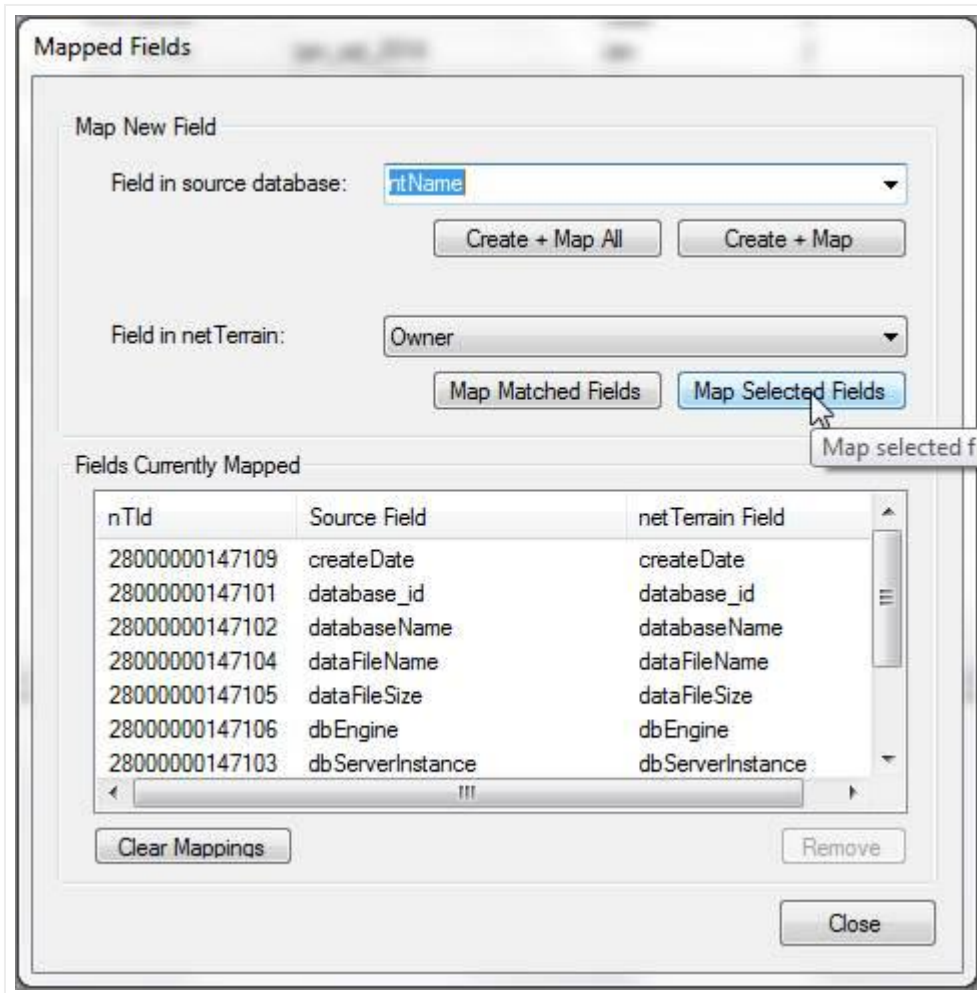 Mapped Fields
Map New Field
Field in source database: ntName
Create + Map All Create + Map
Field in netTerrain: Owner
Map Matched Fields Map Selected Fields
Map selected f
Fields Currently Mapped
nTId Source Field netTerrain Field
28000000147109 createDate createDate
28000000147101 database_id database_id
28000000147102 databaseName databaseName
28000000147104 dataFileName dataFileName
28000000147105 dataFileSize dataFileSize
28000000147106 dbEngine dbEngine
28000000147103 dbServerInstance dbServerInstance
Clear Mappings Remove
Close